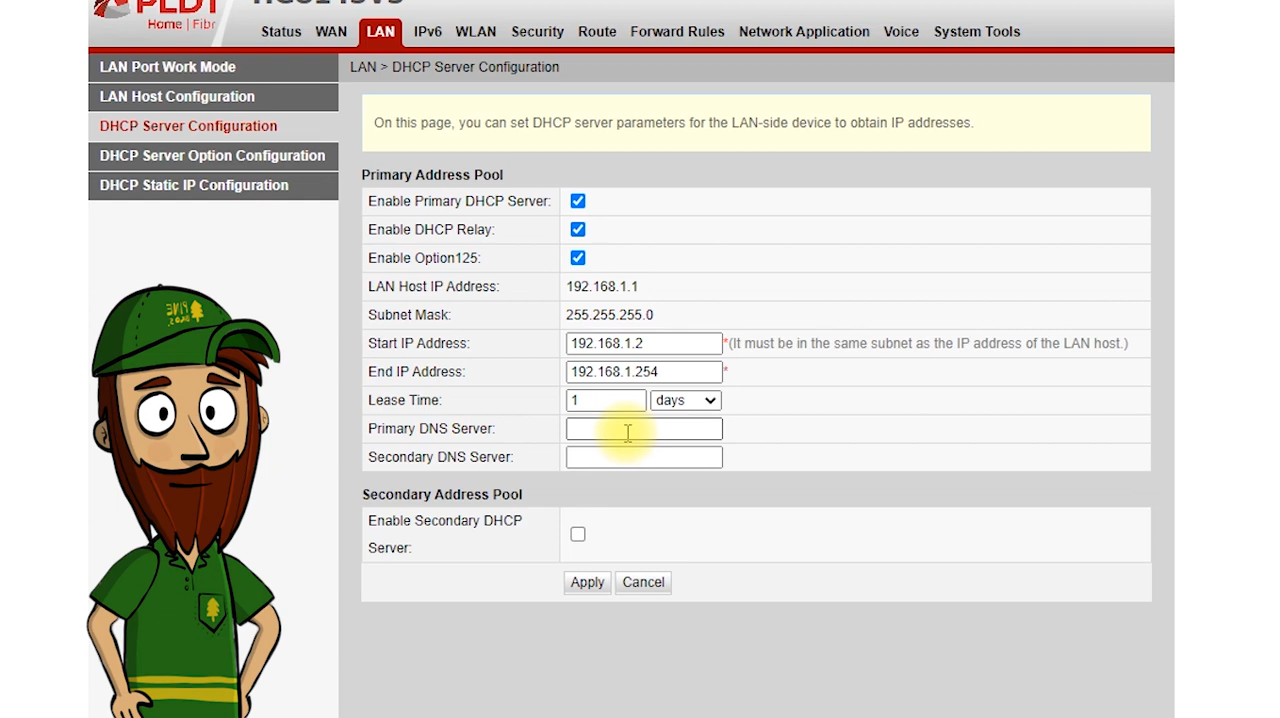 PLDT
Home | Fibr
Status WAN LAN IPv6 WLAN Security Route Forward Rules Network Application Voice System Tools
LAN Port Work Mode
LAN Host Configuration
DHCP Server Configuration
DHCP Server Option Configuration
DHCP Static IP Configuration
LAN > DHCP Server Configuration
On this page, you can set DHCP server parameters for the LAN-side device to obtain IP addresses.
Primary Address Pool
Enable Primary DHCP Server:
Enable DHCP Relay:
Enable Option125:
LAN Host IP Address: 192.168.1.1
Subnet Mask: 255.255.255.0
Start IP Address: 192.168.1.2 *(It must be in the same subnet as the IP address of the LAN host.)
End IP Address: 192.168.1.254 *
Lease Time: 1 days
Primary DNS Server:
Secondary DNS Server:
Secondary Address Pool
Enable Secondary DHCP
Server:
Apply Cancel